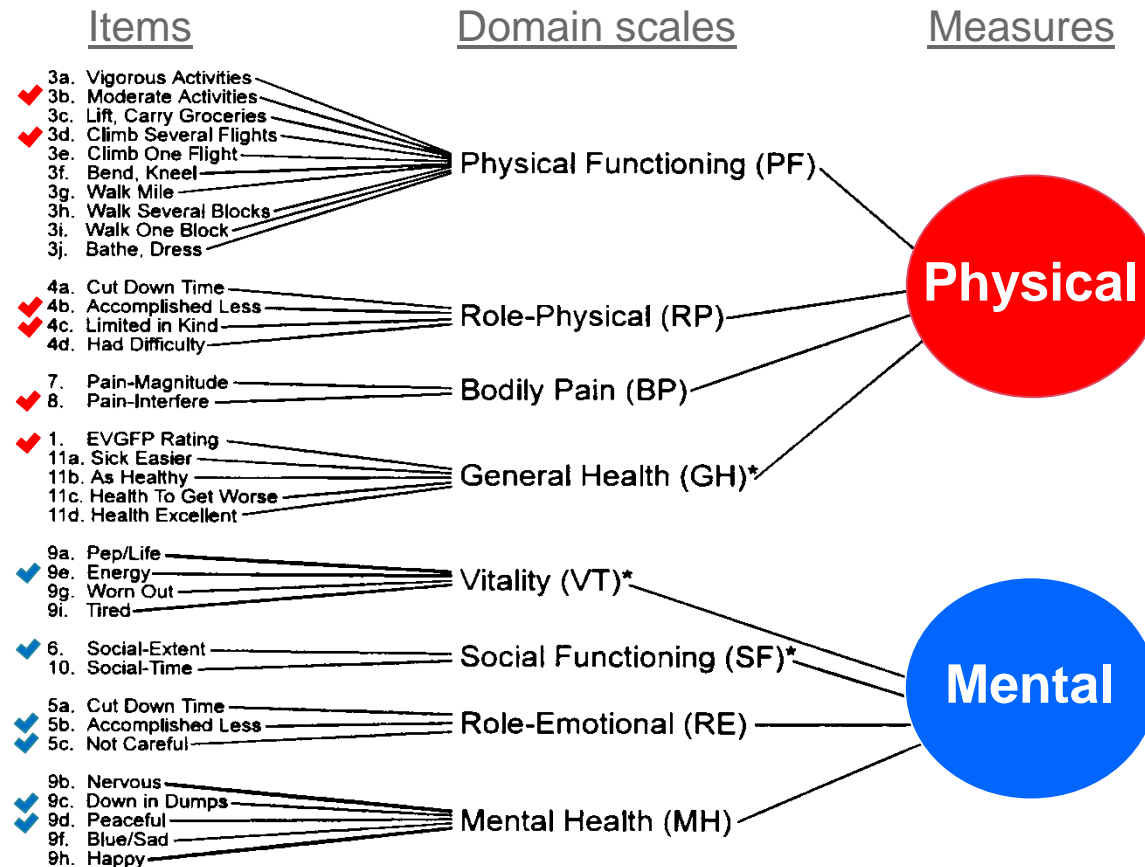 Items
Domain scales
Measures
3a. Vigorous Activities
3b. Moderate Activities
3c. Lift, Carry Groceries
3d. Climb Several Flights
3e. Climb One Flight
3f. Bend, Kneel
3g. Walk Mile
3h. Walk Several Blocks
3i. Walk One Block
3j. Bathe, Dress
Physical Functioning (PF)
4a. Cut Down Time
4b. Accomplished Less
4c. Limited in Kind
4d. Had Difficulty
Role-Physical (RP)
7. Pain-Magnitude
8. Pain-Interfere
Bodily Pain (BP)
1. EVGFP Rating
11a. Sick Easier
11b. As Healthy
11c. Health To Get Worse
11d. Health Excellent
General Health (GH)*
Physical
9a. Pep/Life
9e. Energy
9g. Worn Out
9i. Tired
Vitality (VT)*
6. Social-Extent
10. Social-Time
Social Functioning (SF)*
5a. Cut Down Time
5b. Accomplished Less
5c. Not Careful
Role-Emotional (RE)
9b. Nervous
9c. Down in Dumps
9d. Peaceful
9f. Blue/Sad
9h. Happy
Mental Health (MH)
Mental